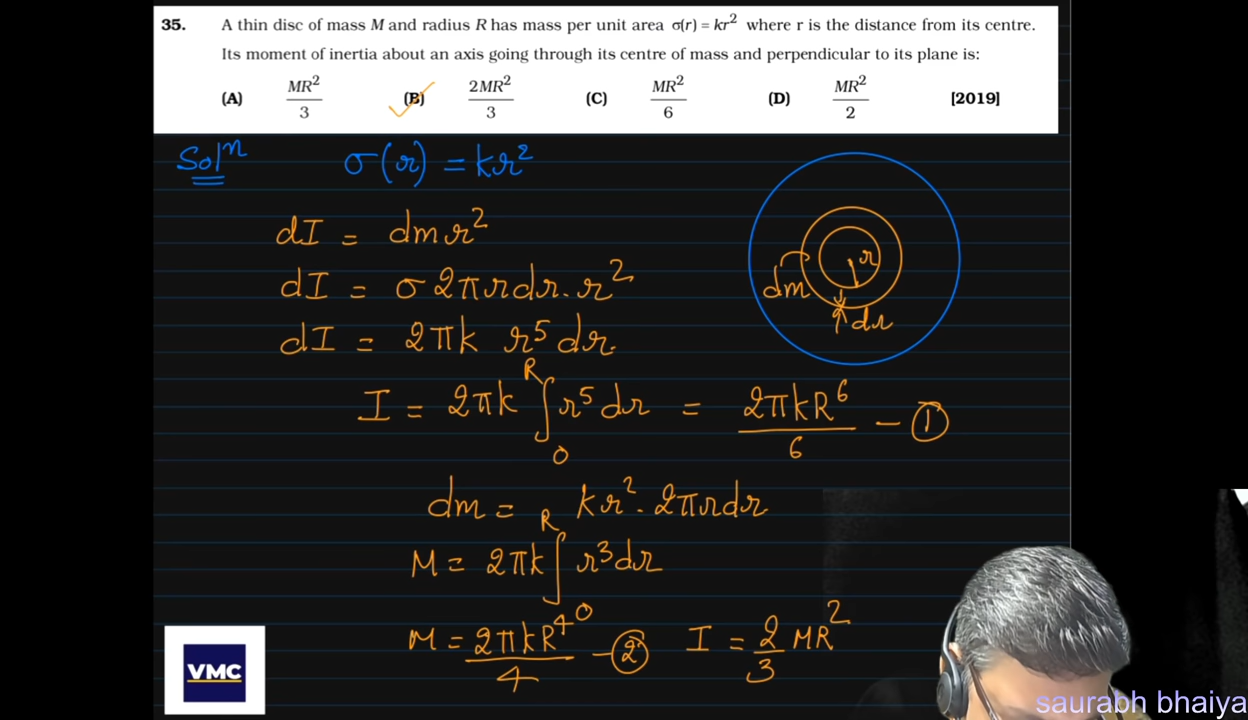 35. A thin disc of mass M and radius R has mass per unit area σ(r) = kr² where r is the distance from its centre.
Its moment of inertia about an axis going through its centre of mass and perpendicular to its plane is:
(A) MR²/3 (B) 2MR²/3 (C) MR²/6 (D) MR²/2 [2019]
Solⁿ σ(r) = kr²
dI = dm r²
dI = σ 2πr dr . r²
dI = 2πk r⁵ dr.
r
dm
dr
I = 2πk ∫₀ᴿ r⁵ dr = 2πkR⁶/6 – ①
dm = kr² . 2πr dr
M = 2πk ∫₀ᴿ r³ dr
M = 2πkR⁴/4 – ② I = 2/3 MR²
VMC
saurabh bhaiya